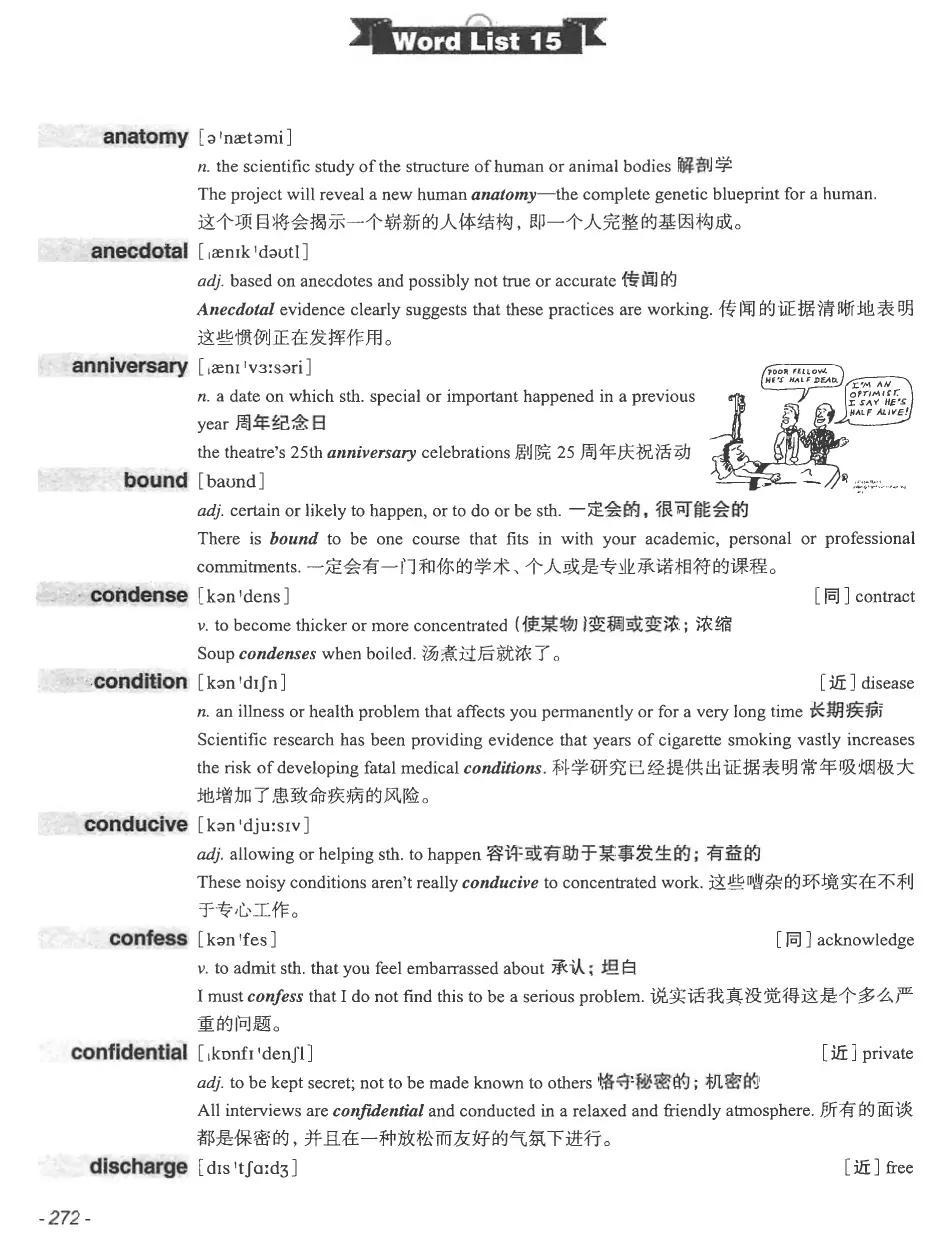 Word List 15
anatomy [əˈnætəmi]
n. the scientific study of the structure of human or animal bodies 解剖学
The project will reveal a new human anatomy—the complete genetic blueprint for a human.
这个项目将会揭示一个崭新的人体结构，即一个人完整的基因构成。
anecdotal [ˌænɪkˈdəʊtl]
adj. based on anecdotes and possibly not true or accurate 传闻的
Anecdotal evidence clearly suggests that these practices are working. 传闻的证据清晰地表明
这些惯例正在发挥作用。
anniversary [ˌænɪˈvɜːsəri]
n. a date on which sth. special or important happened in a previous
year 周年纪念日
the theatre's 25th anniversary celebrations 剧院 25 周年庆祝活动
POOR FELLOW.
HE'S HALF DEAD.
I'M AN
OPTIMIST.
I SAY HE'S
HALF ALIVE!
bound [baʊnd]
adj. certain or likely to happen, or to do or be sth. 一定会的，很可能会的
There is bound to be one course that fits in with your academic, personal or professional
commitments. 一定会有一门和你的学术、个人或是专业承诺相符的课程。
condense [kənˈdens] [同] contract
v. to become thicker or more concentrated (使某物)变稠或变浓；浓缩
Soup condenses when boiled. 汤煮过后就浓了。
condition [kənˈdɪʃn] [近] disease
n. an illness or health problem that affects you permanently or for a very long time 长期疾病
Scientific research has been providing evidence that years of cigarette smoking vastly increases
the risk of developing fatal medical conditions. 科学研究已经提供出证据表明常年吸烟极大
地增加了患致命疾病的风险。
conducive [kənˈdjuːsɪv]
adj. allowing or helping sth. to happen 容许或有助于某事发生的；有益的
These noisy conditions aren't really conducive to concentrated work. 这些嘈杂的环境实在不利
于专心工作。
confess [kənˈfes] [同] acknowledge
v. to admit sth. that you feel embarrassed about 承认；坦白
I must confess that I do not find this to be a serious problem. 说实话我真没觉得这是个多么严
重的问题。
confidential [ˌkɒnfɪˈdenʃl] [近] private
adj. to be kept secret; not to be made known to others 恪守秘密的；机密的
All interviews are confidential and conducted in a relaxed and friendly atmosphere. 所有的面谈
都是保密的，并且在一种放松而友好的气氛下进行。
discharge [dɪsˈtʃɑːdʒ] [近] free
- 272 -